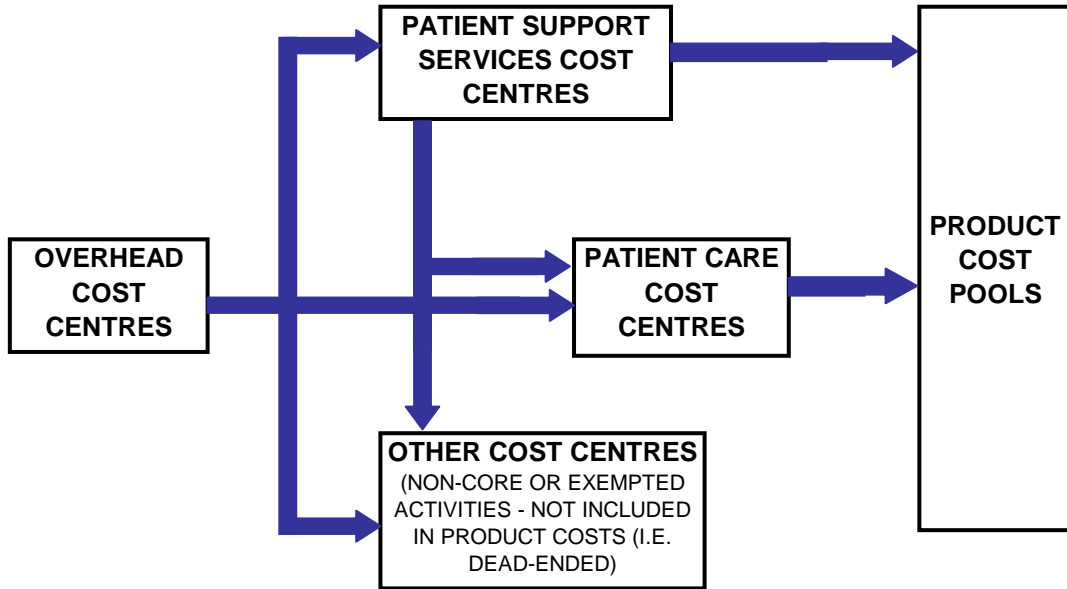 PATIENT SUPPORT
SERVICES COST
CENTRES
OVERHEAD
COST
CENTRES
PATIENT CARE
COST
CENTRES
PRODUCT
COST
POOLS
OTHER COST CENTRES
(NON-CORE OR EXEMPTED
ACTIVITIES - NOT INCLUDED
IN PRODUCT COSTS (I.E.
DEAD-ENDED)